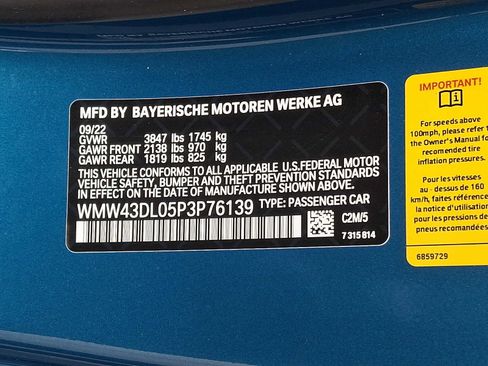 MFD BY BAYERISCHE MOTOREN WERKE AG
09/22
GVWR 3847 lbs 1745 kg
GAWR FRONT 2138 lbs 970 kg
GAWR REAR 1819 lbs 825 kg
THIS VEHICLE CONFORMS TO ALL APPLICABLE U.S.FEDERAL MOTOR
VEHICLE SAFETY, BUMPER, AND THEFT PREVENTION STANDARDS
IN EFFECT ON THE DATE OF MANUFACTURE SHOWN ABOVE.
WMW43DL05P3P76139 TYPE: PASSENGER CAR
C2M/5
7 315 814
IMPORTANT!
For speeds above
100mph, please refer t
the Owner's Manual fo
recomended tire
inflation pressures.
Pour les vitesses
au - dessus de 160
km/h, faites référence
la notice d'utilisation
pour les pressions de
pneus recomandées.
6859729